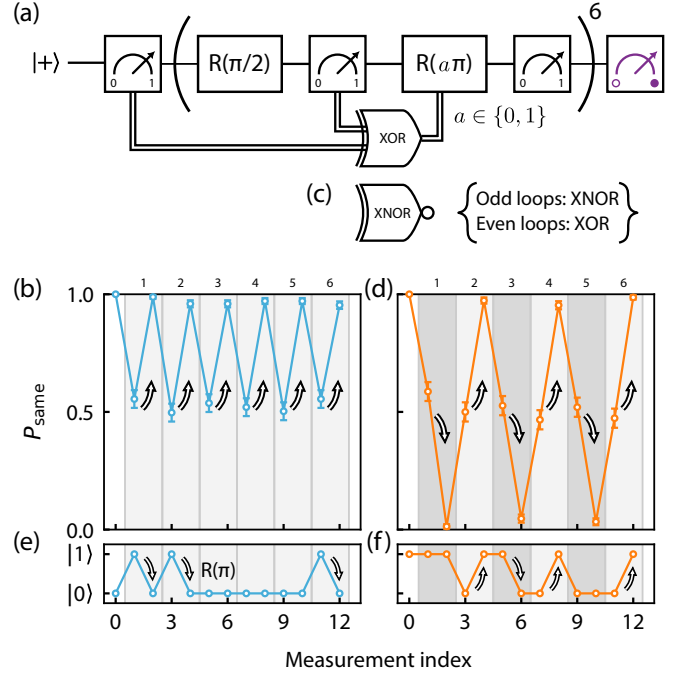 (a)
6
|+⟩
0 1
R(π/2)
0 1
R(aπ)
0 1
XOR
a ∈ {0, 1}
(c)
XNOR
Odd loops: XNOR
Even loops: XOR
(b)
1 2 3 4 5 6
(d)
1 2 3 4 5 6
1.0
0.5
0.0
P same
(e)
|1⟩
|0⟩
R(π)
(f)
0 3 6 9 12
0 3 6 9 12
Measurement index